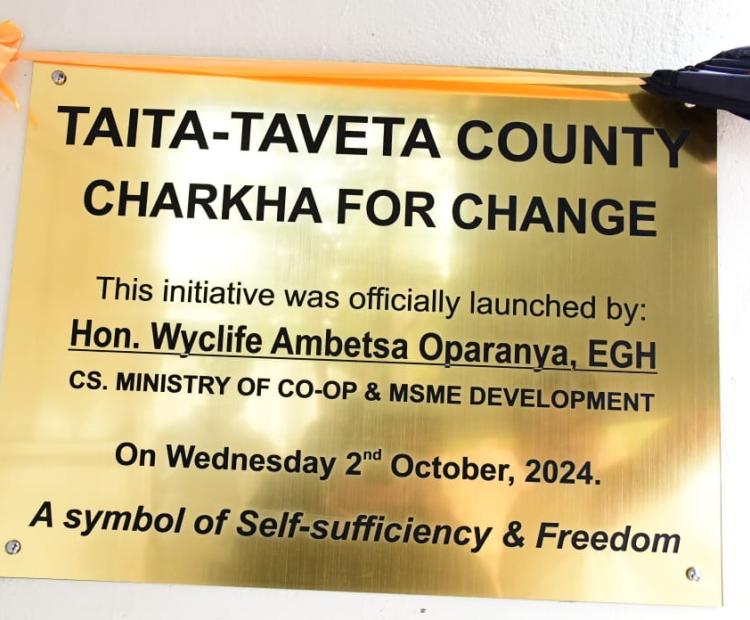 TAITA-TAVETA COUNTY
CHARKHA FOR CHANGE
This initiative was officially launched by:
Hon. Wyclife Ambetsa Oparanya, EGH
CS. MINISTRY OF CO-OP & MSME DEVELOPMENT
On Wednesday 2nd October, 2024.
A symbol of Self-sufficiency & Freedom